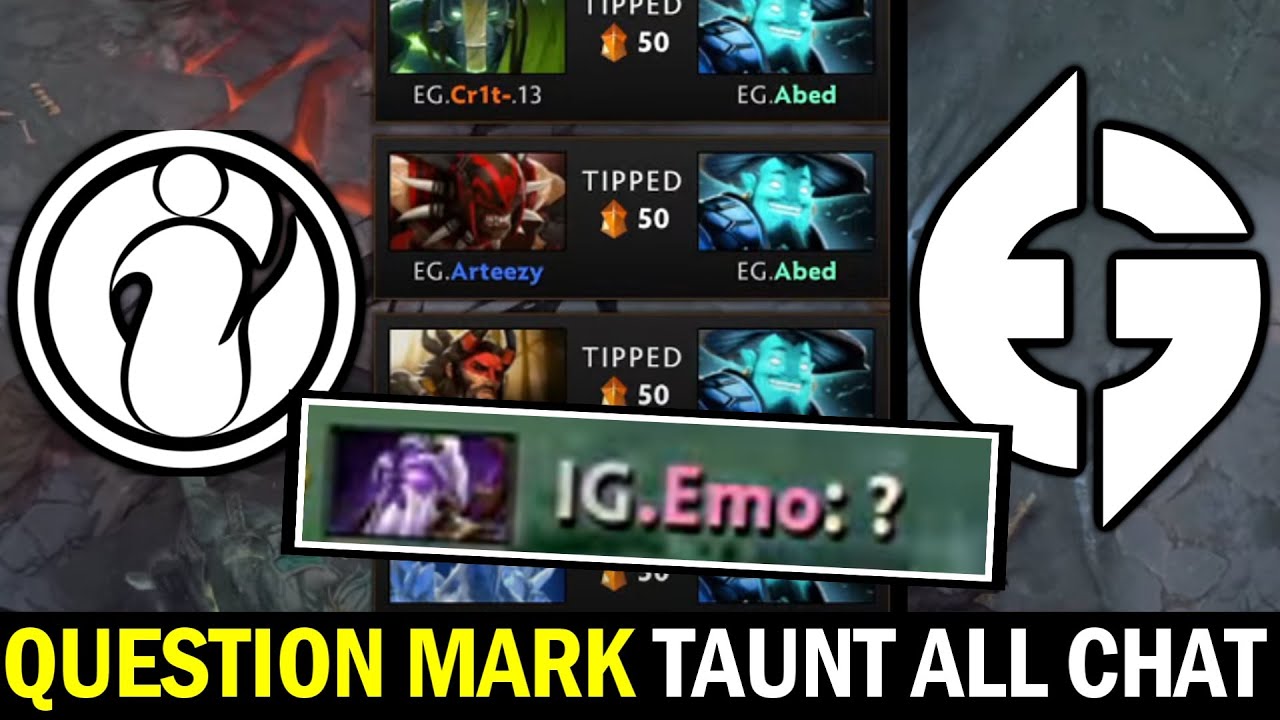 TIPPED
50
EG.Cr1t-.13
EG.Abed
TIPPED
50
EG.Arteezy
EG.Abed
TIPPED
50
IG.Emo: ?
50
QUESTION MARK TAUNT ALL CHAT